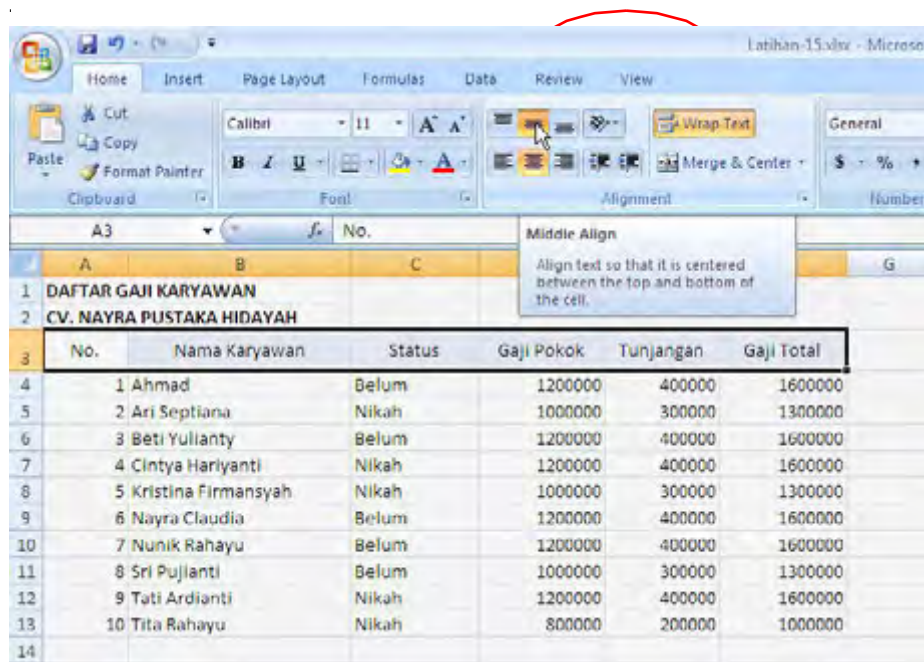 Latihan-15.xlsx - Microso
Home Insert Page Layout Formulas Data Review View
Cut
Copy
Format Painter
Paste
Clipboard
Calibri 11 A A
B I U A
Font
Wrap Text
Merge & Center
Alignment
General
$ %
Number
A3 fx No.
Middle Align
Align text so that it is centered
between the top and bottom of
the cell.
A B C G
1 DAFTAR GAJI KARYAWAN
2 CV. NAYRA PUSTAKA HIDAYAH
3 No. Nama Karyawan Status Gaji Pokok Tunjangan Gaji Total
4 1 Ahmad Belum 1200000 400000 1600000
5 2 Ari Septiana Nikah 1000000 300000 1300000
6 3 Beti Yulianty Belum 1200000 400000 1600000
7 4 Cintya Hariyanti Nikah 1200000 400000 1600000
8 5 Kristina Firmansyah Nikah 1000000 300000 1300000
9 6 Nayra Claudia Belum 1200000 400000 1600000
10 7 Nunik Rahayu Belum 1200000 400000 1600000
11 8 Sri Pujianti Belum 1000000 300000 1300000
12 9 Tati Ardianti Nikah 1200000 400000 1600000
13 10 Tita Rahayu Nikah 800000 200000 1000000
14